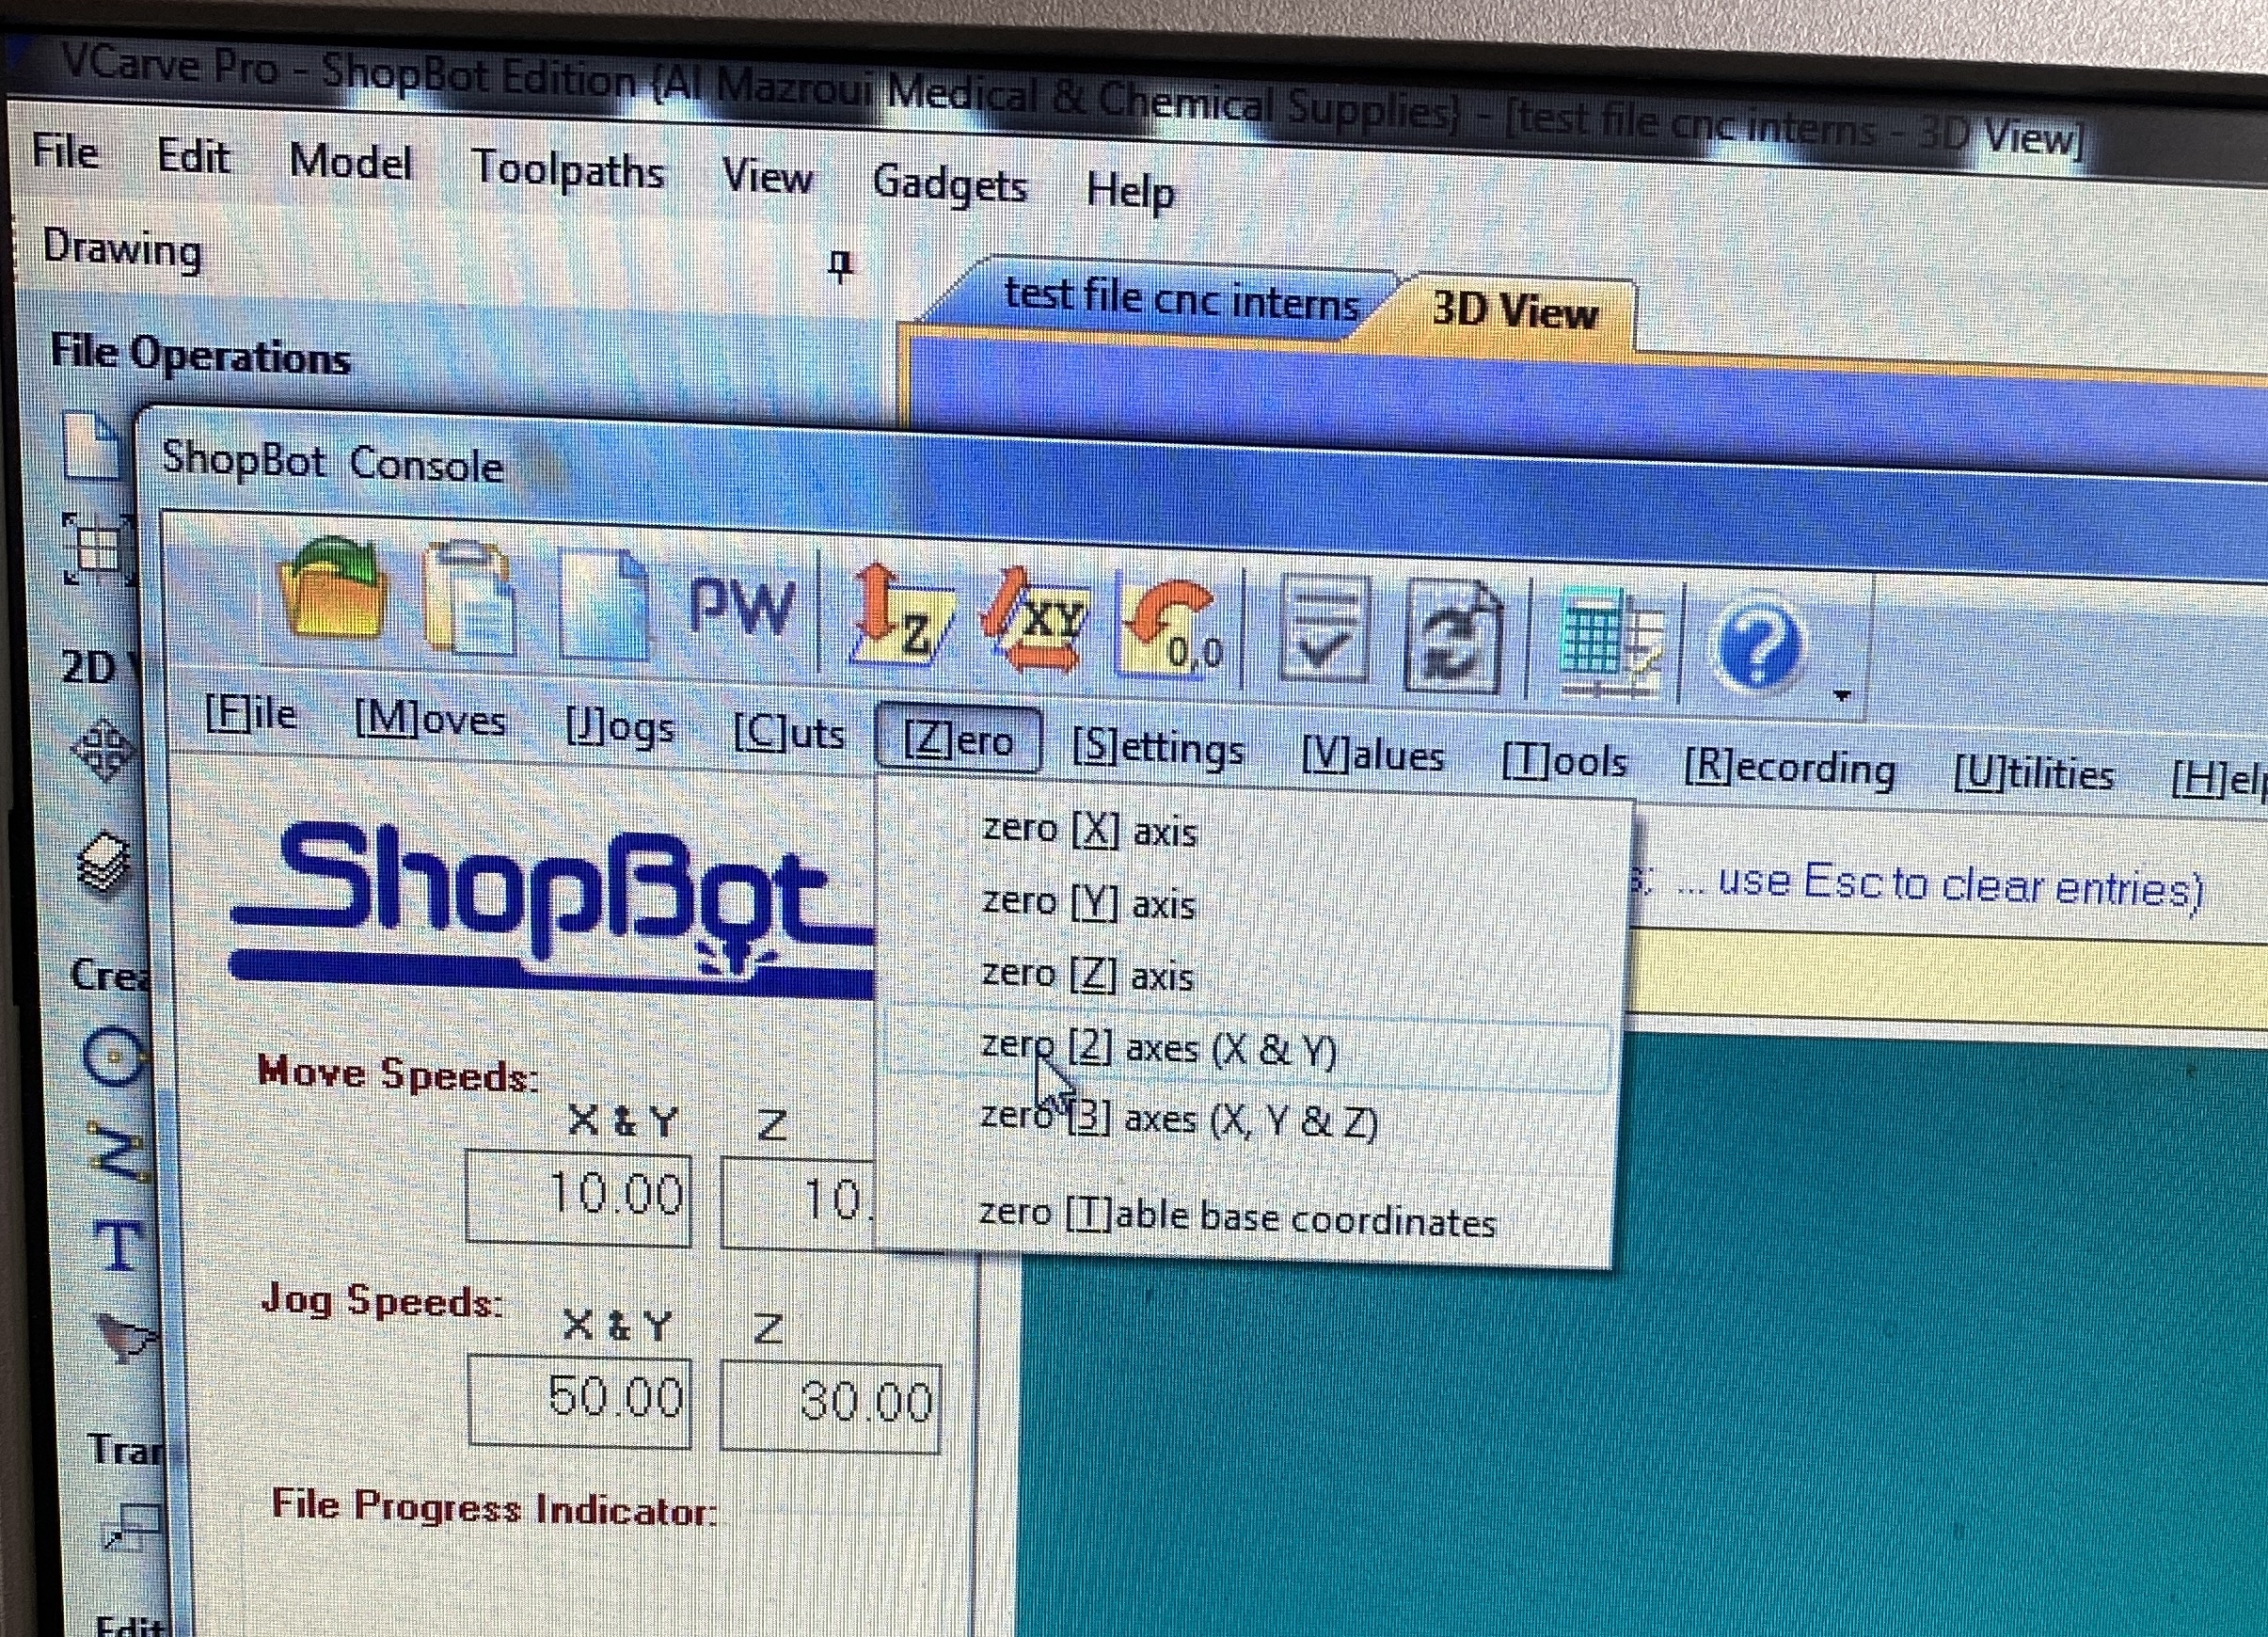 VCarve Pro - ShopBot Edition {Al Mazroui Medical & Chemical Supplies} - [test file cnc interns - 3D View]
File Edit Model Toolpaths View Gadgets Help
Drawing
test file cnc interns 3D View
File Operations
ShopBot Console
PW Z XY 0,0 ?
2D
[F]ile [M]oves [J]ogs [C]uts [Z]ero [S]ettings [V]alues [T]ools [R]ecording [U]tilities [H]elp
zero [X] axis
ShopBot
zero [Y] axis
; ... use Esc to clear entries)
zero [Z] axis
Crea
zero [2] axes (X & Y)
Move Speeds:
zero [3] axes (X, Y & Z)
X & Y Z
10.00 10.
zero [T]able base coordinates
T
Jog Speeds:
X & Y Z
50.00 30.00
Tran
File Progress Indicator:
Edit